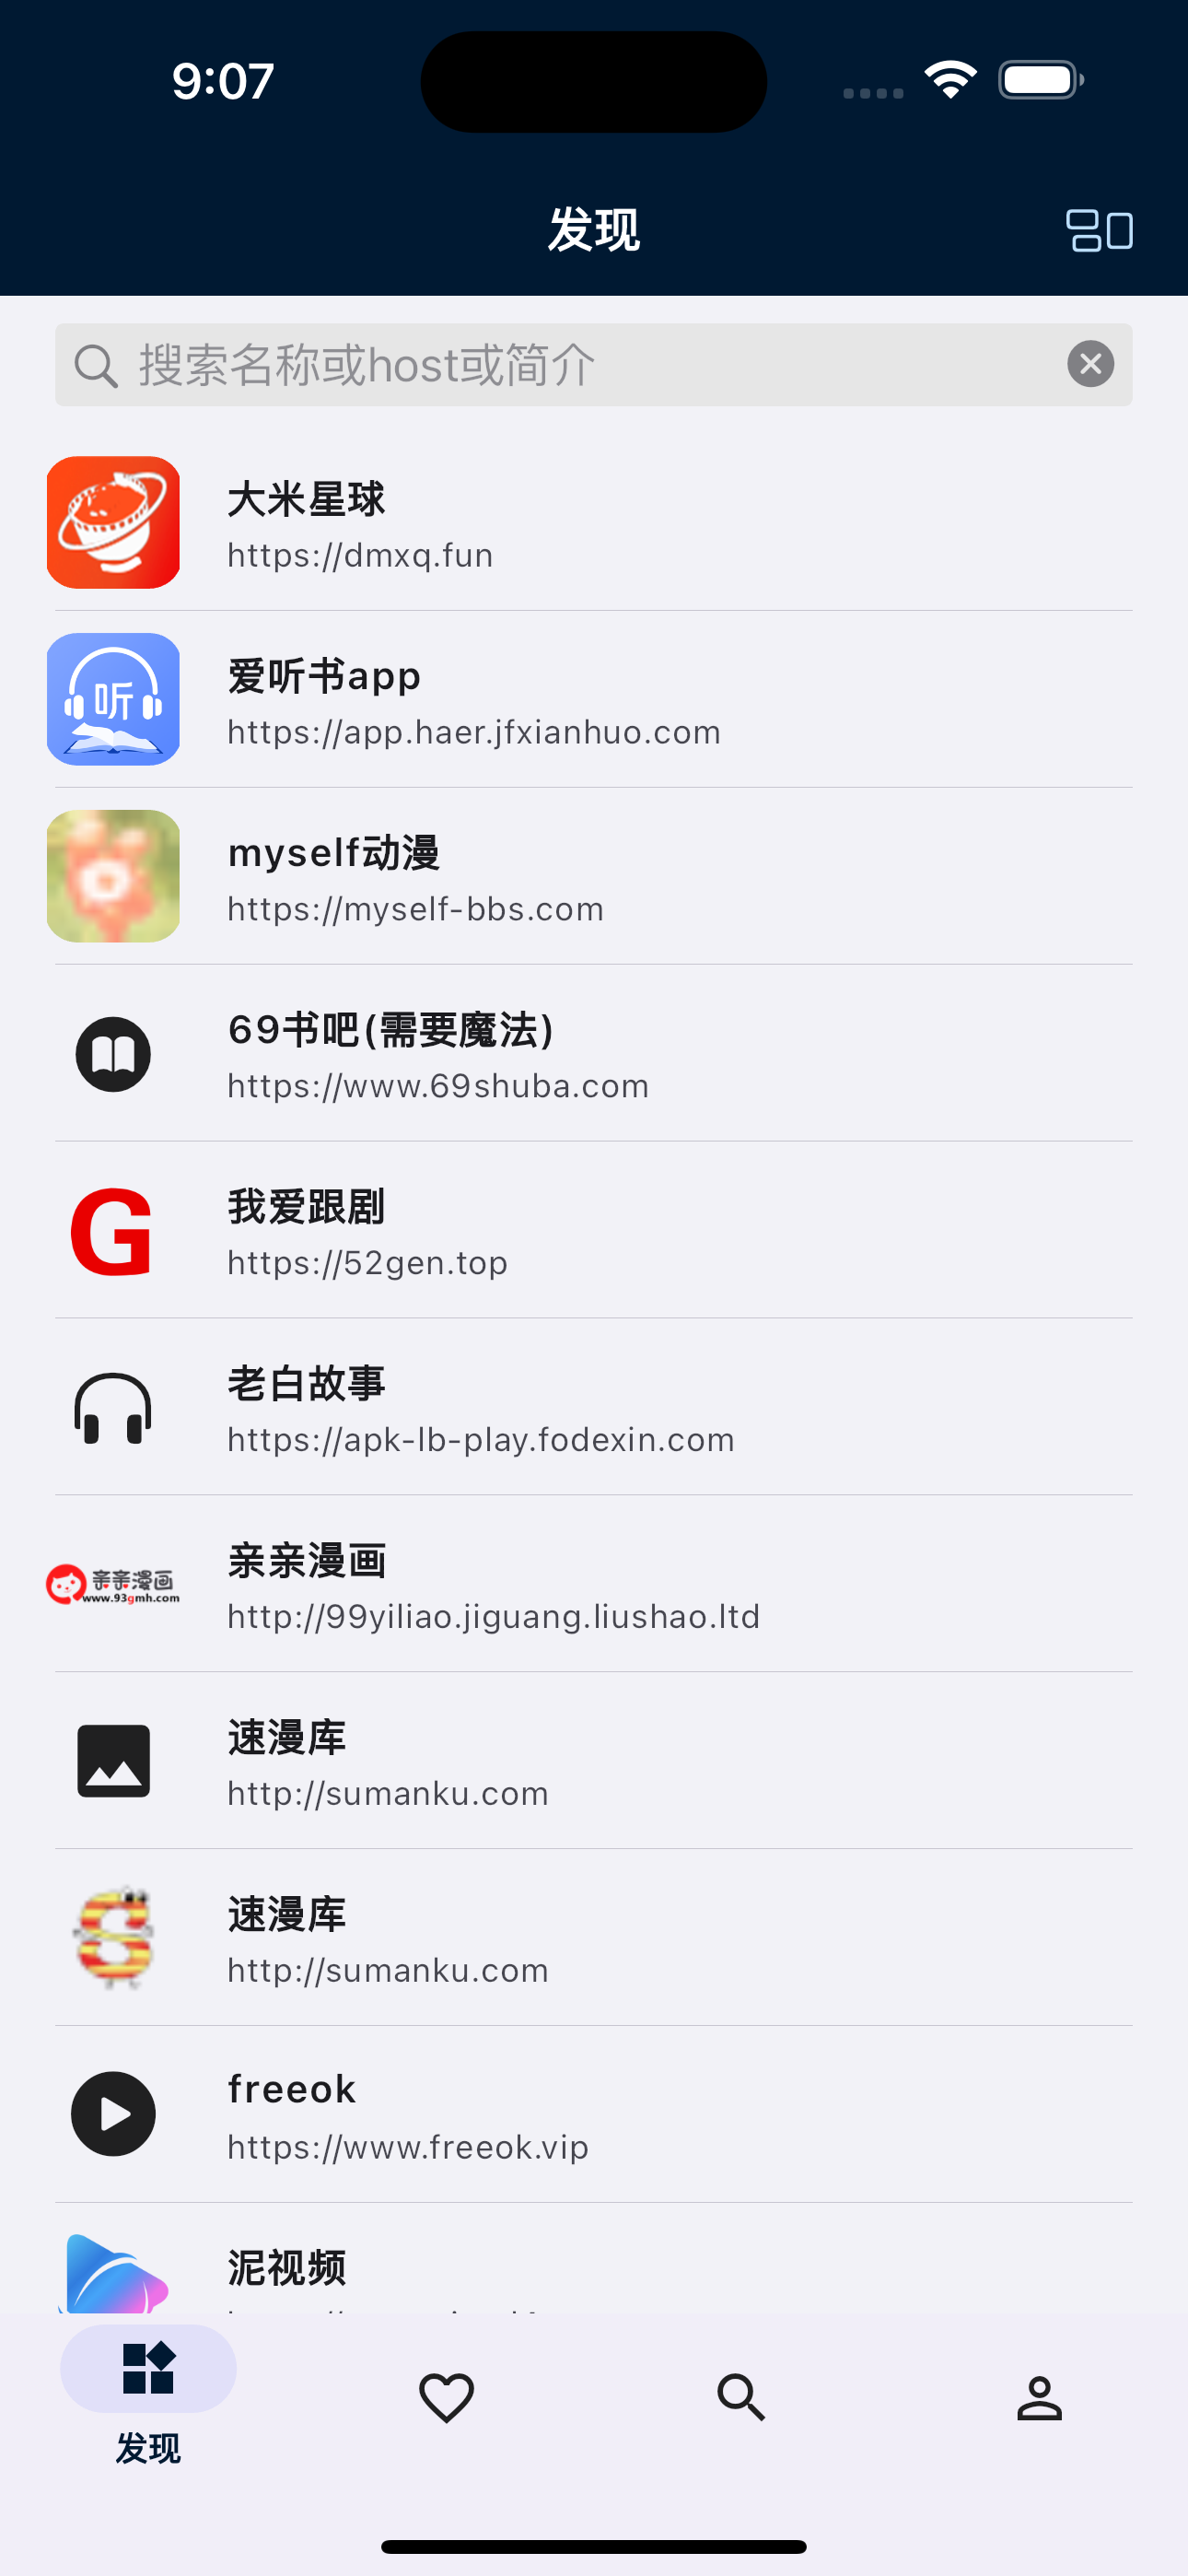 9:07
发现
搜索名称或host或简介
大米星球
https://dmxq.fun
听
爱听书app
https://app.haer.jfxianhuo.com
myself动漫
https://myself-bbs.com
69书吧(需要魔法)
https://www.69shuba.com
G
我爱跟剧
https://52gen.top
老白故事
https://apk-lb-play.fodexin.com
亲亲漫画
www.93gmh.com
亲亲漫画
http://99yiliao.jiguang.liushao.ltd
速漫库
http://sumanku.com
速漫库
http://sumanku.com
freeok
https://www.freeok.vip
泥视频
发现